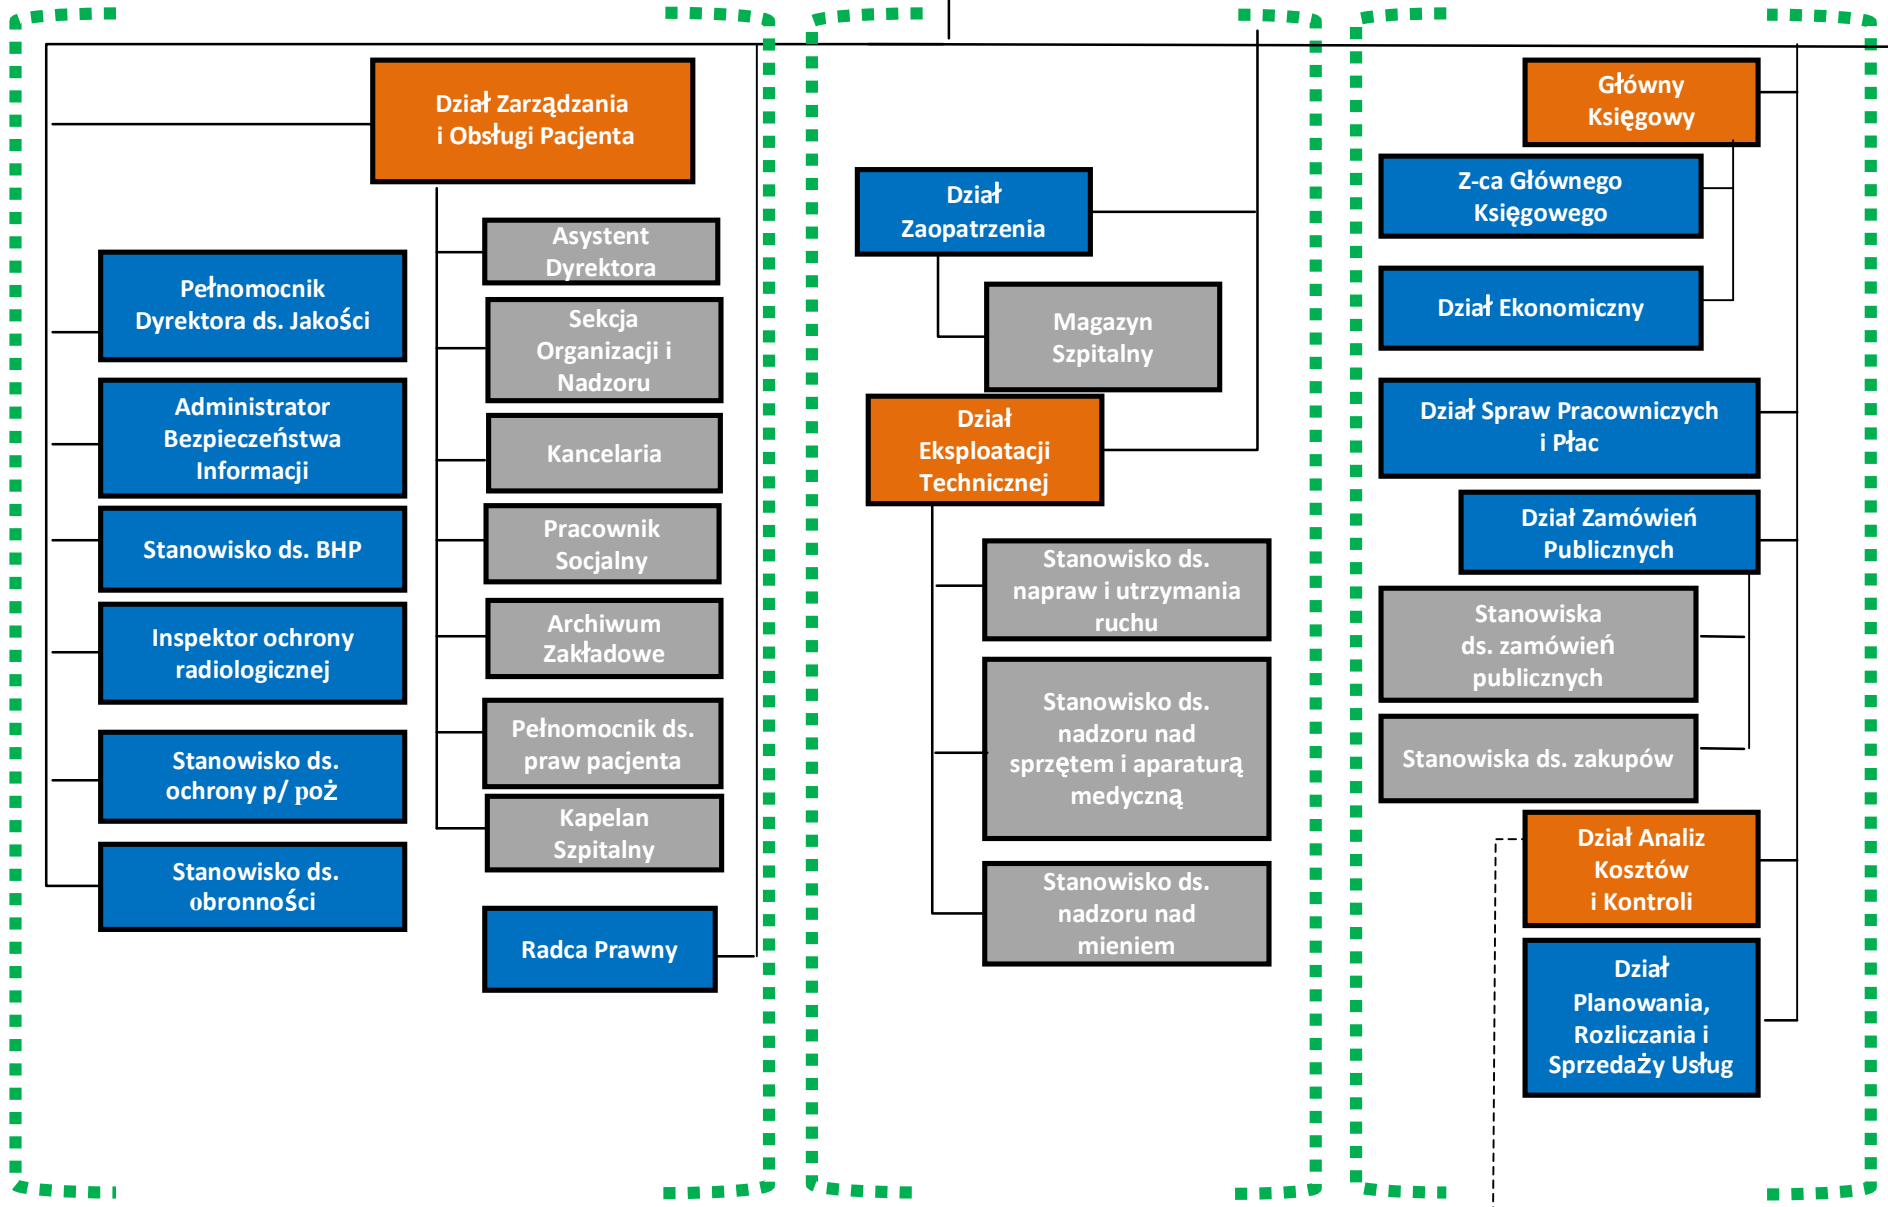 Dział Zarządzania
i Obsługi Pacjenta
Pełnomocnik
Dyrektora ds. Jakości
Administrator
Bezpieczeństwa
Informacji
Stanowisko ds. BHP
Inspektor ochrony
radiologicznej
Stanowisko ds.
ochrony p/ poż
Stanowisko ds.
obronności
Asystent
Dyrektora
Sekcja
Organizacji i
Nadzoru
Kancelaria
Pracownik
Socjalny
Archiwum
Zakładowe
Pełnomocnik ds.
praw pacjenta
Kapelan
Szpitalny
Radca Prawny
Dział
Zaopatrzenia
Magazyn
Szpitalny
Dział
Eksploatacji
Technicznej
Stanowisko ds.
napraw i utrzymania
ruchu
Stanowisko ds.
nadzoru nad
sprzętem i aparaturą
medyczną
Stanowisko ds.
nadzoru nad
mieniem
Główny
Księgowy
Z-ca Głównego
Księgowego
Dział Ekonomiczny
Dział Spraw Pracowniczych
i Płac
Dział Zamówień
Publicznych
Stanowiska
ds. zamówień
publicznych
Stanowiska ds. zakupów
Dział Analiz
Kosztów
i Kontroli
Dział
Planowania,
Rozliczania i
Sprzedaży Usług